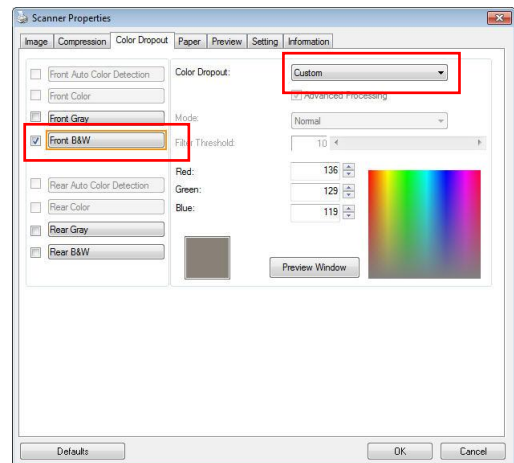 Scanner Properties
Image Compression Color Dropout Paper Preview Setting Information
Front Auto Color Detection
Front Color
Front Gray
Front B&W
Rear Auto Color Detection
Rear Color
Rear Gray
Rear B&W
Color Dropout: Custom
Advanced Processing
Mode: Normal
Filter Threshold: 10
Red: 136
Green: 129
Blue: 119
Preview Window
Defaults OK Cancel